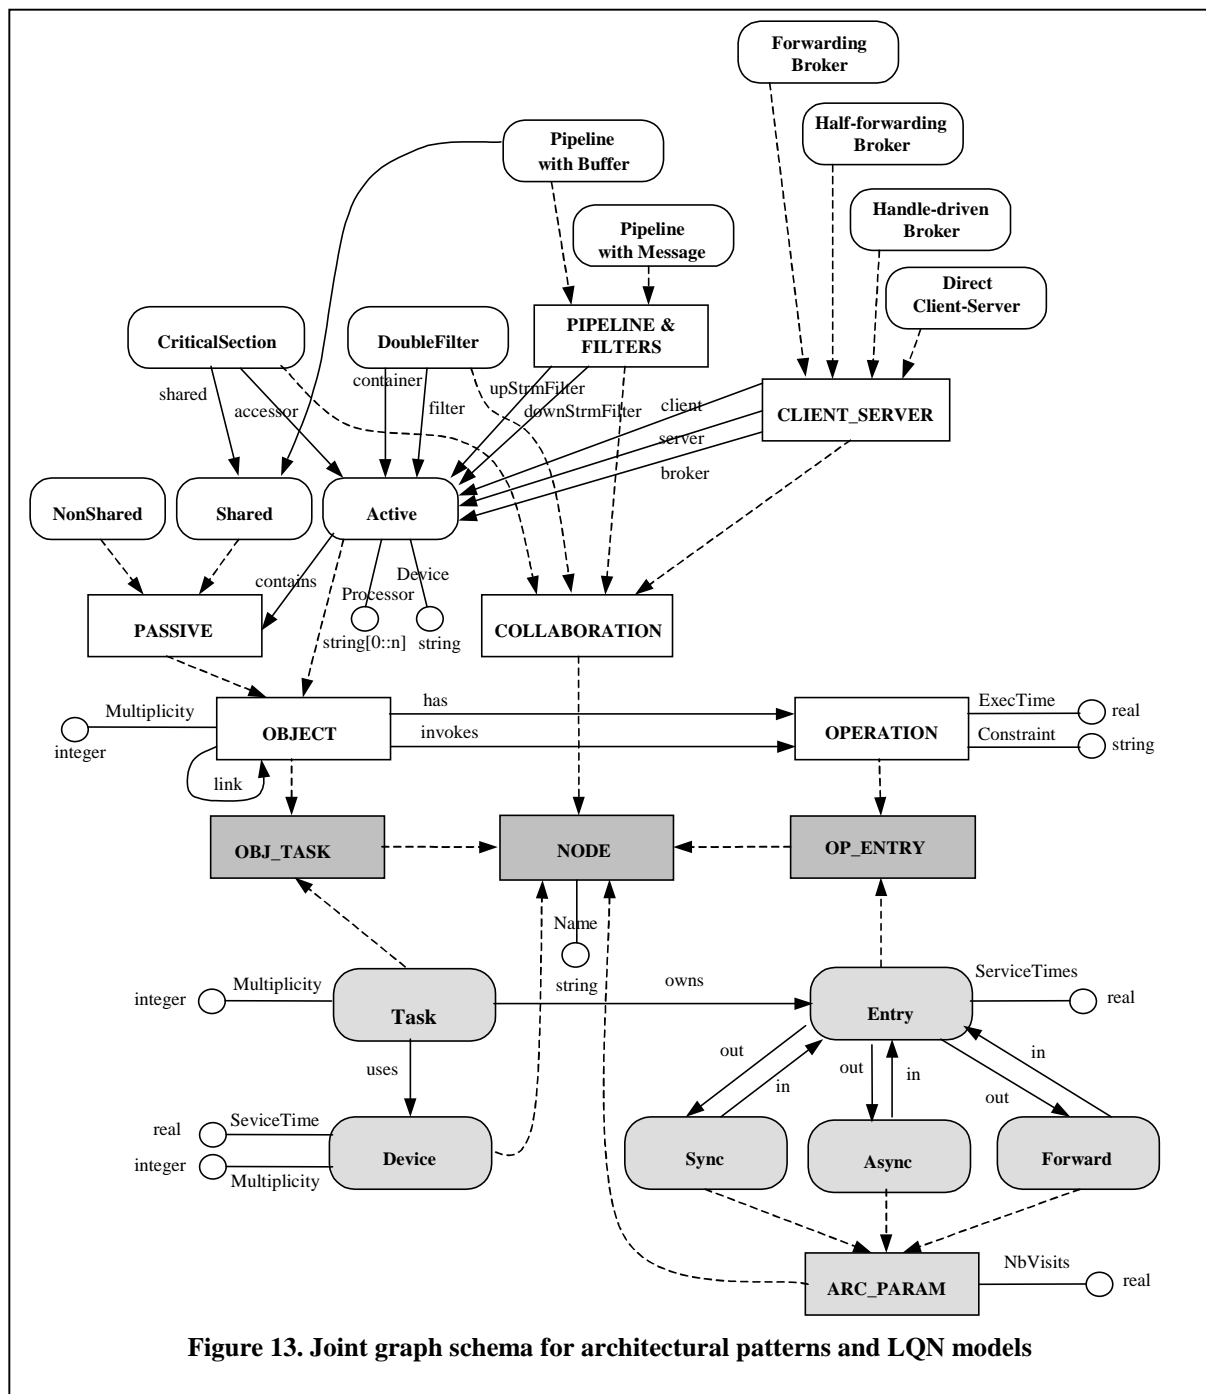 Forwarding
Broker
Half-forwarding
Broker
Pipeline
with Buffer
Handle-driven
Broker
Pipeline
with Message
Direct
Client-Server
CriticalSection
DoubleFilter
PIPELINE &
FILTERS
shared
accessor
container
filter
upStrmFilter
downStrmFilter
client
server
broker
CLIENT_SERVER
NonShared
Shared
Active
contains
Processor
Device
string[0::n]
string
PASSIVE
COLLABORATION
Multiplicity
integer
OBJECT
link
has
invokes
OPERATION
ExecTime
real
Constraint
string
OBJ_TASK
NODE
OP_ENTRY
Name
string
integer
Multiplicity
Task
owns
Entry
ServiceTimes
real
uses
out
in
out
in
out
in
real
SeviceTime
integer
Multiplicity
Device
Sync
Async
Forward
ARC_PARAM
NbVisits
real
Figure 13. Joint graph schema for architectural patterns and LQN models